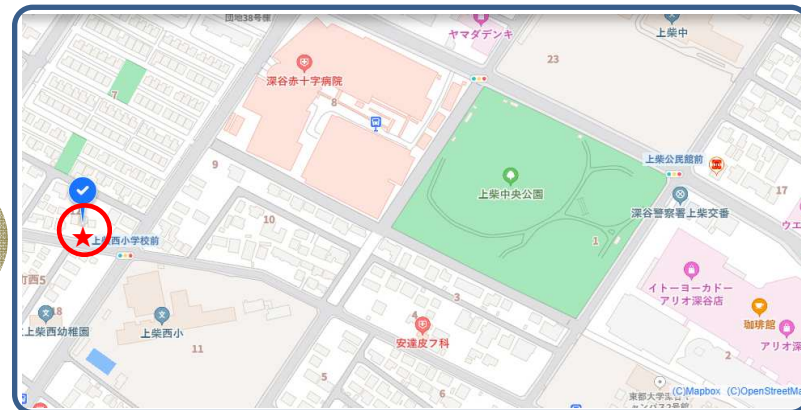 団地38号棟
ヤマダデンキ
上柴中
23
深谷赤十字病院
7
8
上柴公民館前
9
17
上柴中央公園
深谷警察署上柴交番
ウエ
10
1
上柴西小学校前
町西5
イトーヨーカドー
アリオ深谷店
3
18
上柴西幼稚園
上柴西小
4
珈琲館
安達皮フ科
アリオ深
11
2
5
6
(C)Mapbox (C)OpenStreetMa